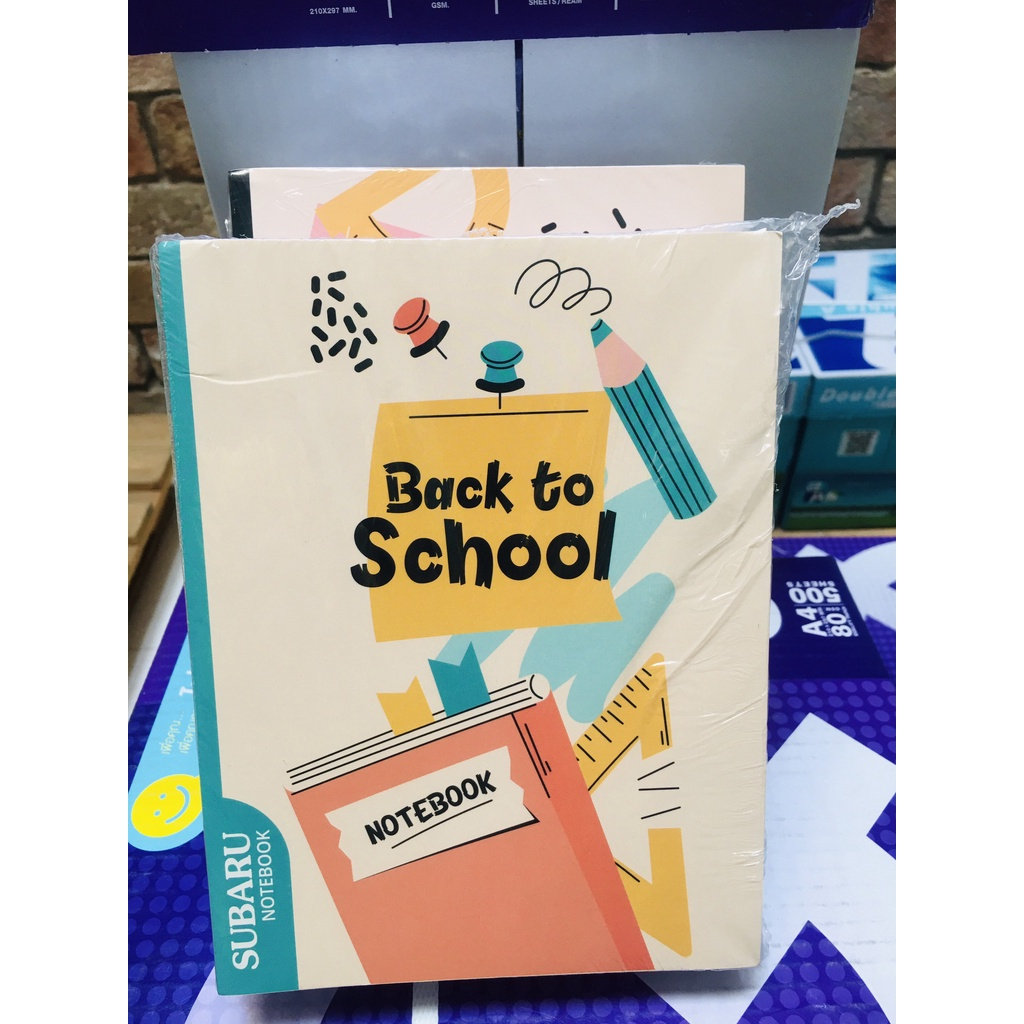 210X297 MM.
GSM.
SHEETS/REAM
Back to
School
NOTEBOOK
SUBARU
NOTEBOOK
Double
A4
500
SHEETS
80